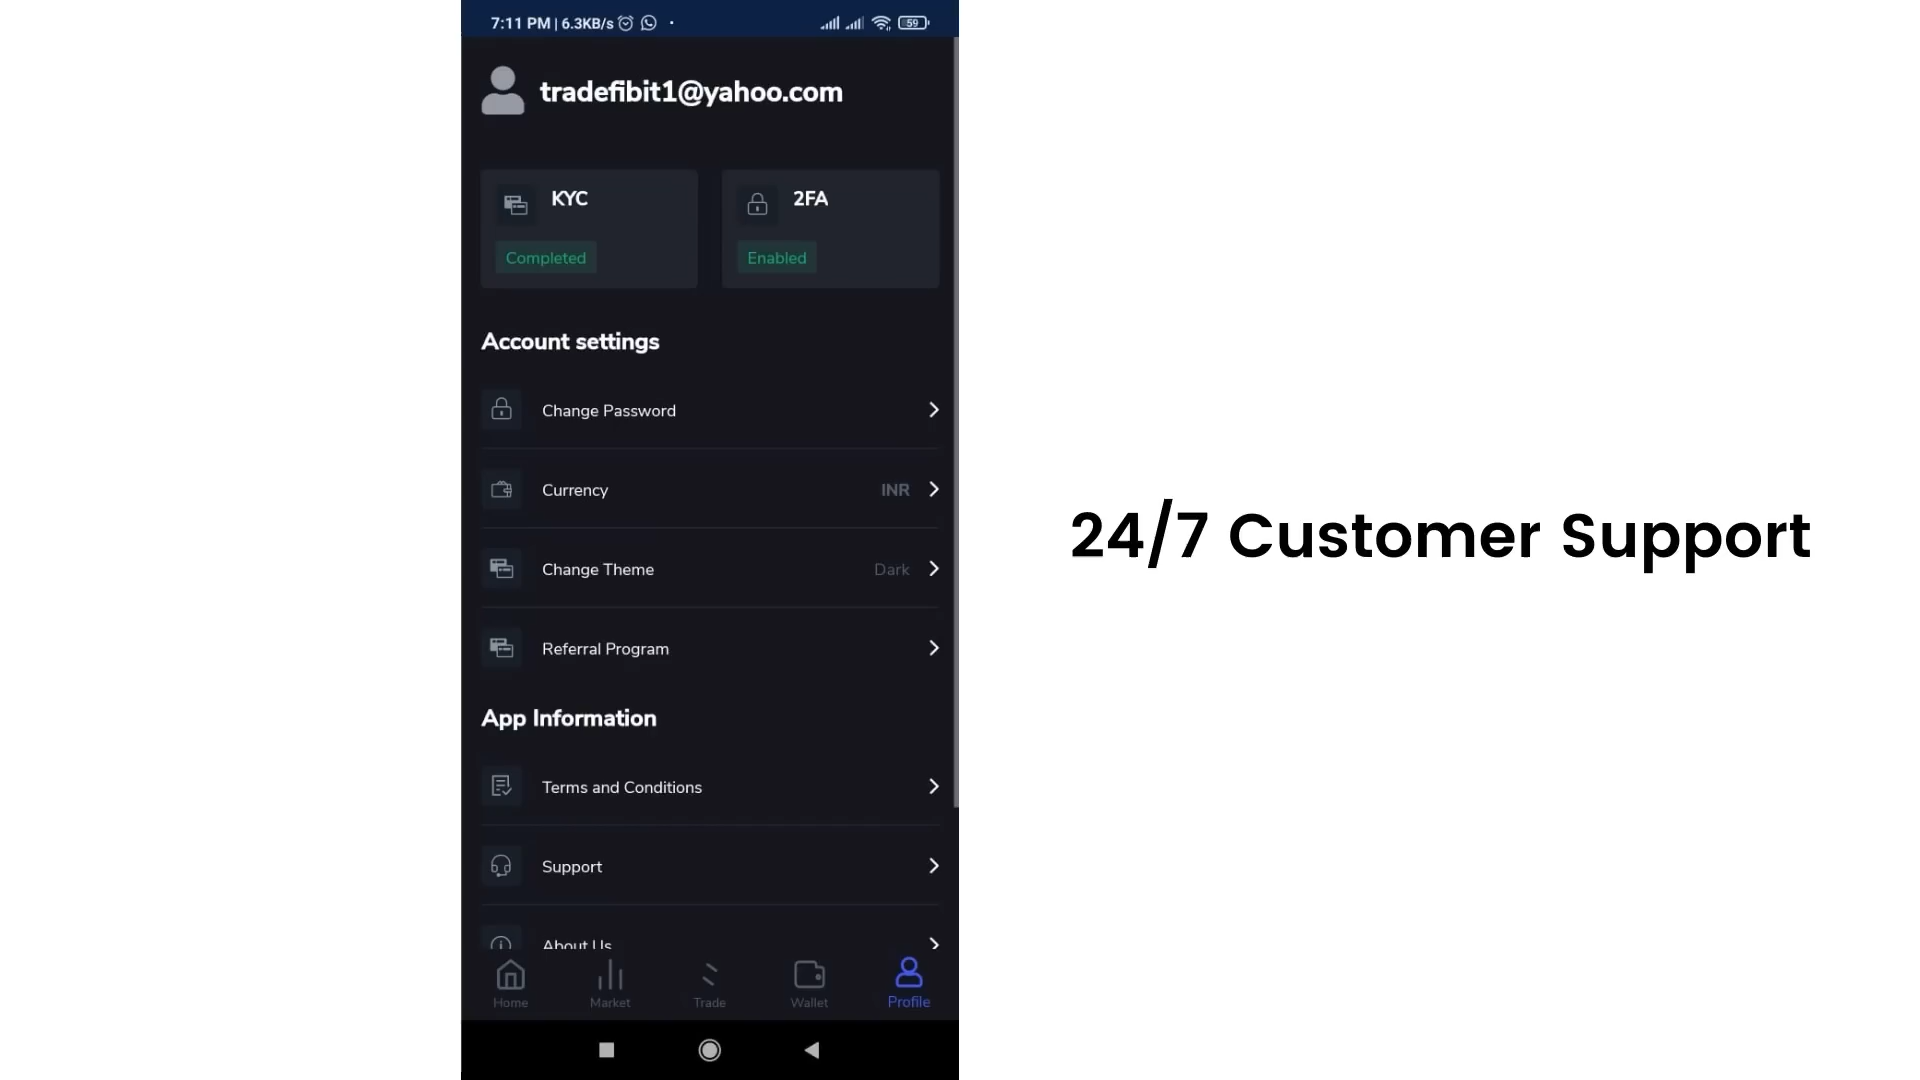 7:11 PM | 6.3KB/s
59
tradefibit1@yahoo.com
KYC
2FA
Completed
Enabled
Account settings
Change Password
Currency INR
Change Theme Dark
Referral Program
App Information
Terms and Conditions
Support
About Us
Home Market Trade Wallet Profile
24/7 Customer Support